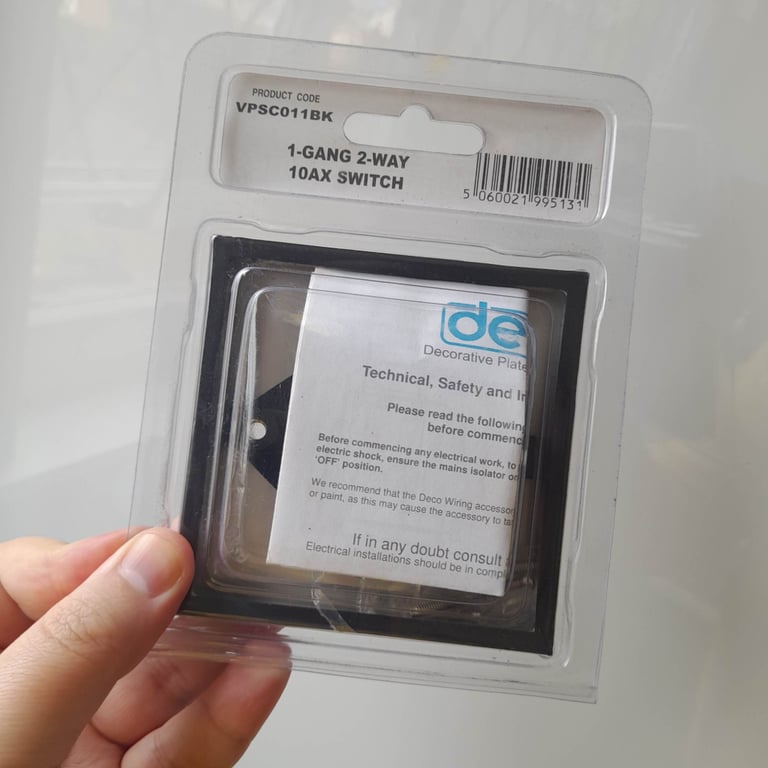 PRODUCT CODE
VPSC011BK
1-GANG 2-WAY
10AX SWITCH
5 060021 995131
de
Decorative Plate
Technical, Safety and
Please read the following
before commenc
Before commencing any electrical work, to
electric shock, ensure the mains isolator or
'OFF' position.
We recommend that the Deco Wiring accessor
or paint, as this may cause the accessory to ta
If in any doubt consult
Electrical installations should be in compl